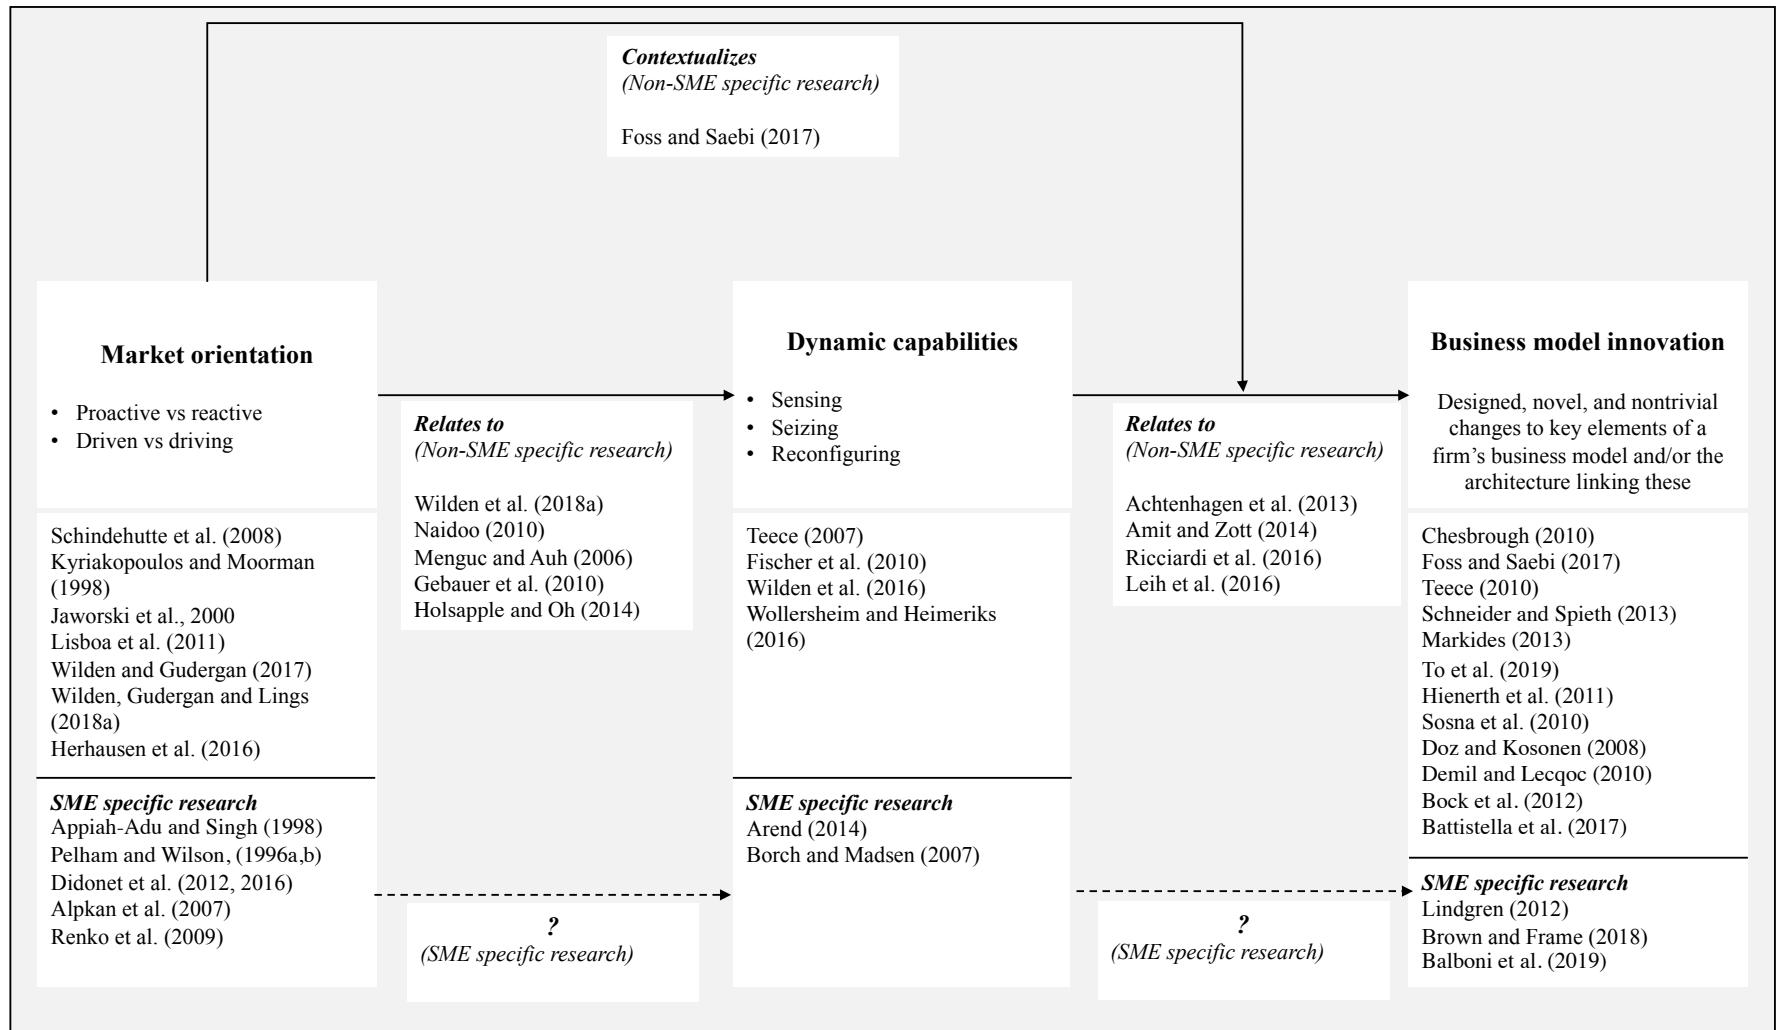 Contextualizes
(Non-SME specific research)
Foss and Saebi (2017)
Market orientation
• Proactive vs reactive
• Driven vs driving
Schindehutte et al. (2008)
Kyriakopoulos and Moorman
(1998)
Jaworski et al., 2000
Lisboa et al. (2011)
Wilden and Gudergan (2017)
Wilden, Gudergan and Lings
(2018a)
Herhausen et al. (2016)
SME specific research
Appiah-Adu and Singh (1998)
Pelham and Wilson, (1996a,b)
Didonet et al. (2012, 2016)
Alpkan et al. (2007)
Renko et al. (2009)
Relates to
(Non-SME specific research)
Wilden et al. (2018a)
Naidoo (2010)
Menguc and Auh (2006)
Gebauer et al. (2010)
Holsapple and Oh (2014)
?
(SME specific research)
Dynamic capabilities
• Sensing
• Seizing
• Reconfiguring
Teece (2007)
Fischer et al. (2010)
Wilden et al. (2016)
Wollersheim and Heimeriks
(2016)
SME specific research
Arend (2014)
Borch and Madsen (2007)
Relates to
(Non-SME specific research)
Achtenhagen et al. (2013)
Amit and Zott (2014)
Ricciardi et al. (2016)
Leih et al. (2016)
?
(SME specific research)
Business model innovation
Designed, novel, and nontrivial
changes to key elements of a
firm’s business model and/or the
architecture linking these
Chesbrough (2010)
Foss and Saebi (2017)
Teece (2010)
Schneider and Spieth (2013)
Markides (2013)
To et al. (2019)
Hienerth et al. (2011)
Sosna et al. (2010)
Doz and Kosonen (2008)
Demil and Lecqoc (2010)
Bock et al. (2012)
Battistella et al. (2017)
SME specific research
Lindgren (2012)
Brown and Frame (2018)
Balboni et al. (2019)